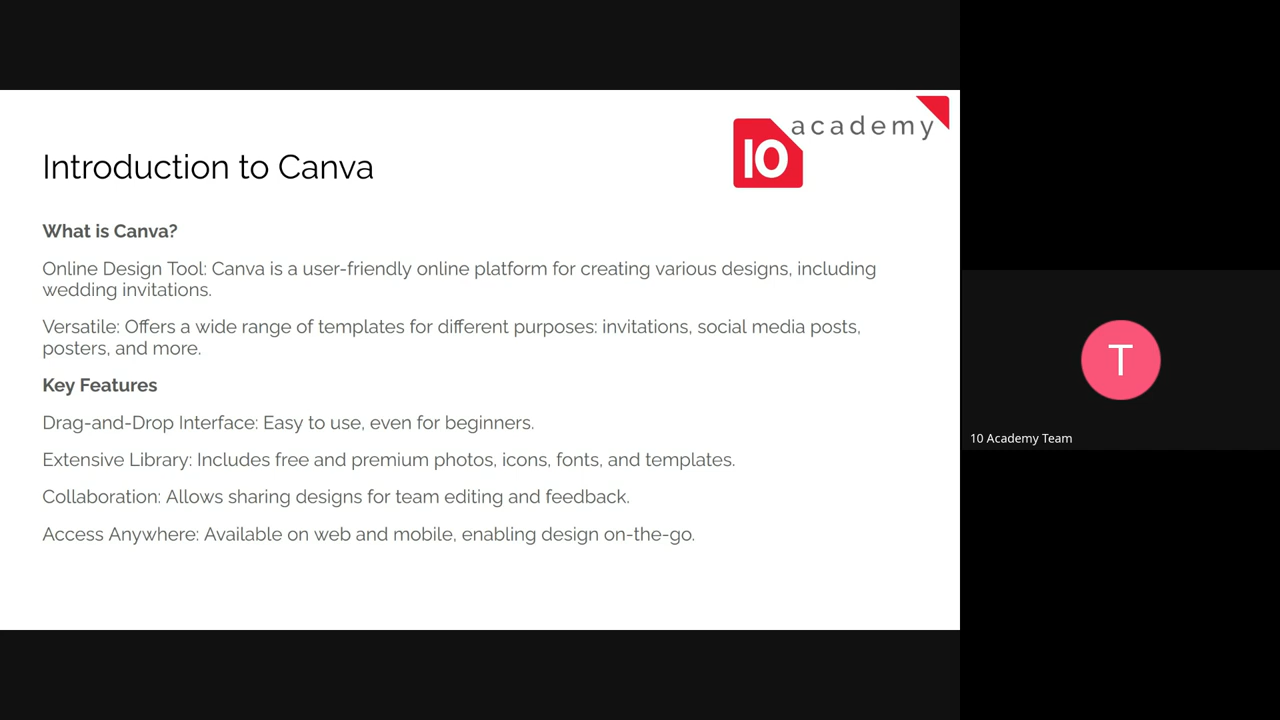 10 academy
Introduction to Canva
What is Canva?
Online Design Tool: Canva is a user-friendly online platform for creating various designs, including
wedding invitations.
Versatile: Offers a wide range of templates for different purposes: invitations, social media posts,
posters, and more.
Key Features
Drag-and-Drop Interface: Easy to use, even for beginners.
Extensive Library: Includes free and premium photos, icons, fonts, and templates.
Collaboration: Allows sharing designs for team editing and feedback.
Access Anywhere: Available on web and mobile, enabling design on-the-go.
T
10 Academy Team